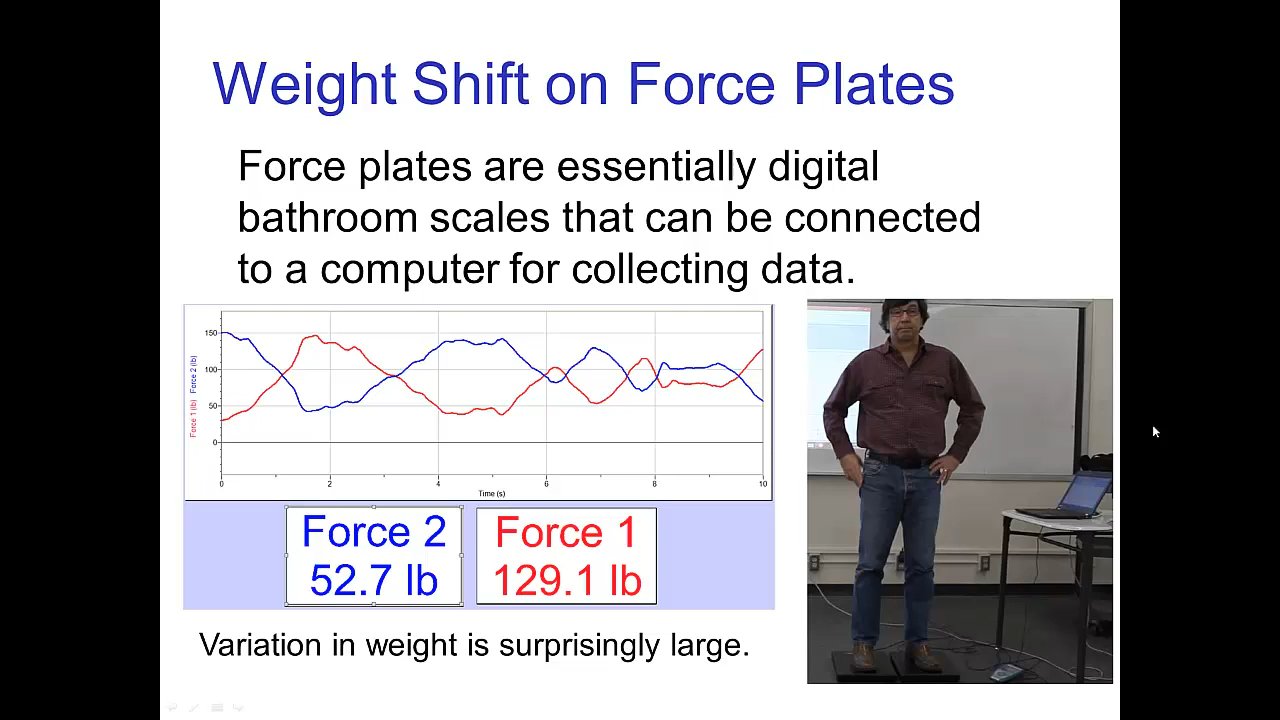 Weight Shift on Force Plates
Force plates are essentially digital
bathroom scales that can be connected
to a computer for collecting data.
Force 1 (lb) Force 2 (lb)
150
100
50
0
0 2 4 6 8 10
Time (s)
Force 2
52.7 lb
Force 1
129.1 lb
Variation in weight is surprisingly large.